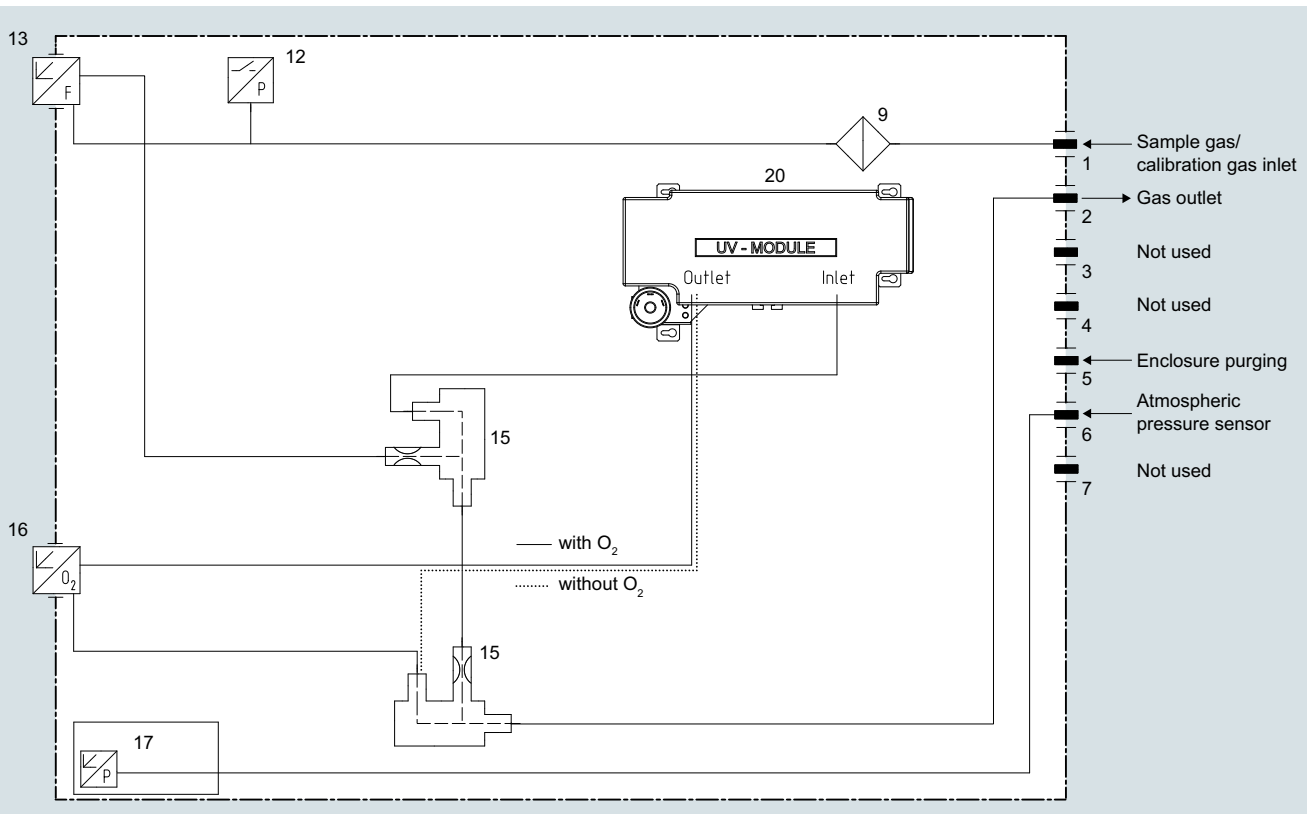 13
12
F
P
9
Sample gas/
1
calibration gas inlet
20
Gas outlet
2
UV - MODULE
Not used
3
Outlet
Inlet
Not used
4
Enclosure purging
5
Atmospheric
pressure sensor
6
15
Not used
7
16
with O2
O2
without O2
15
17
P